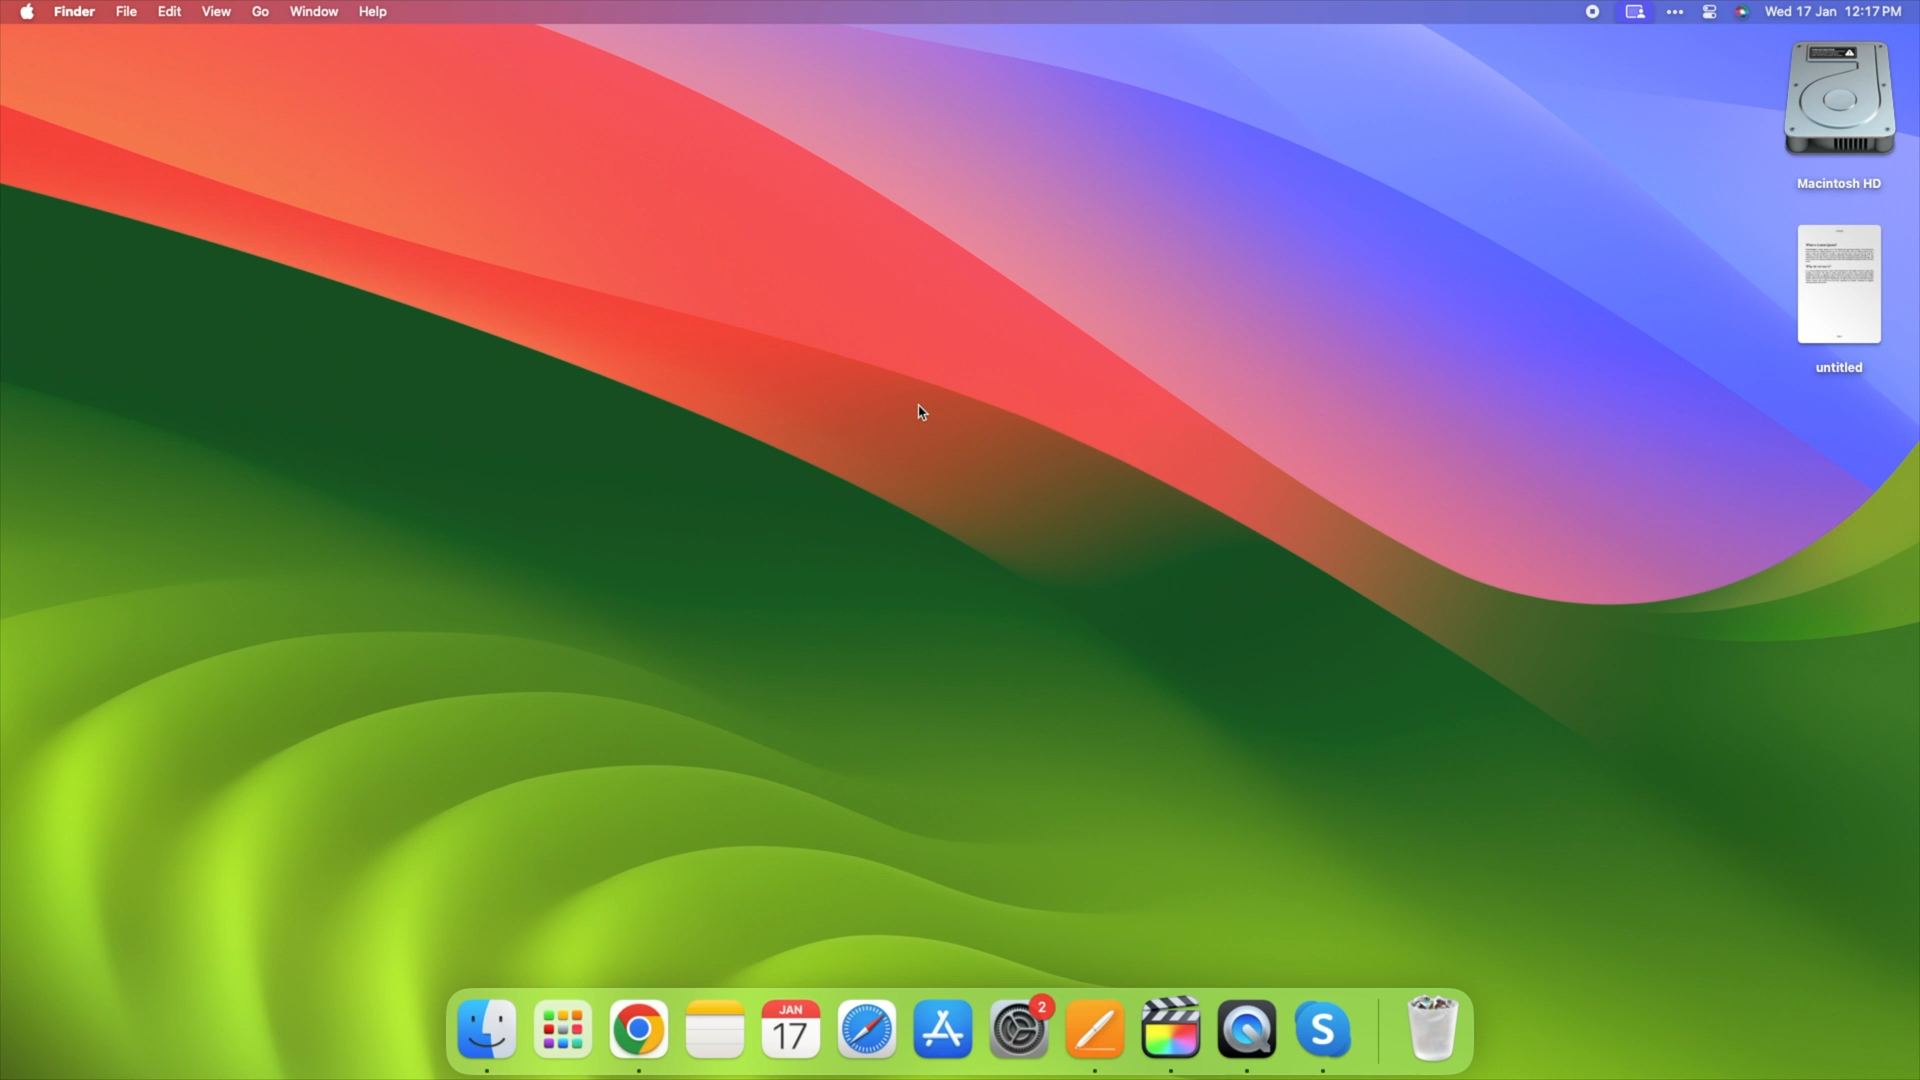 Finder File Edit View Go Window Help
Wed 17 Jan 12:17 PM
Macintosh HD
untitled
JAN
17
2
S